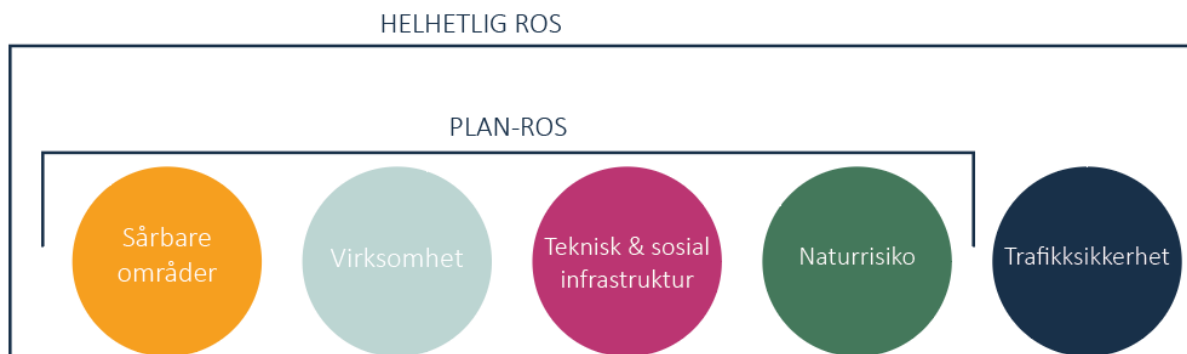 HELHETLIG ROS
PLAN-ROS
Sårbare
områder
Virksomhet
Teknisk & sosial
infrastruktur
Naturrisiko
Trafikksikkerhet